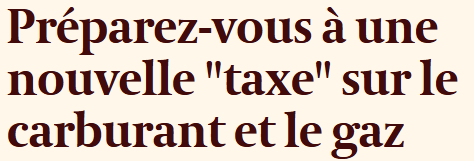 Préparez-vous à une
nouvelle "taxe" sur le
carburant et le gaz